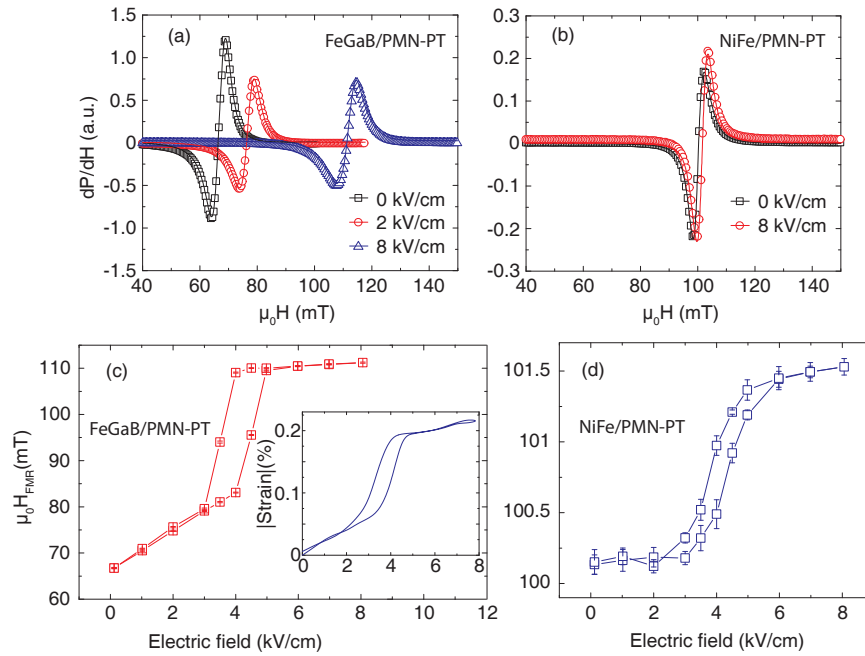 (a) FeGaB/PMN-PT
dP/dH (a.u.)
1.5
1.0
0.5
0.0
-0.5
-1.0
-1.5
0 kV/cm
2 kV/cm
8 kV/cm
40 60 80 100 120 140
μ₀H (mT)
(b) NiFe/PMN-PT
0.3
0.2
0.1
0.0
-0.1
-0.2
-0.3
0 kV/cm
8 kV/cm
40 60 80 100 120 140
μ₀H (mT)
(c)
FeGaB/PMN-PT
μ₀H_FMR(mT)
110
100
90
80
70
60
0 2 4 6 8 10 12
Electric field (kV/cm)
|Strain|(%)
0.2
0.1
0
0 2 4 6 8
(d)
NiFe/PMN-PT
101.5
101
100.5
100
0 2 4 6 8
Electric field (kV/cm)